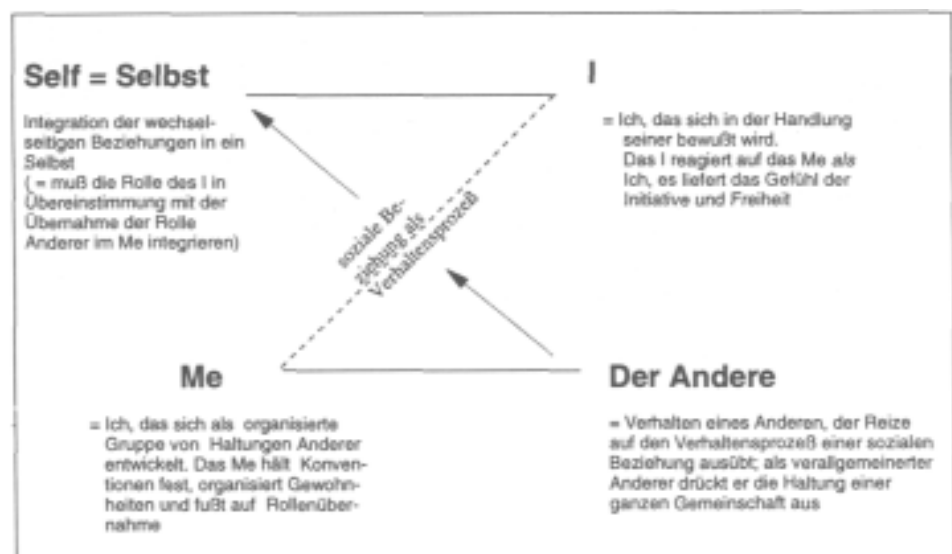 Self = Selbst
Integration der wechsel-
seitigen Beziehungen in ein
Selbst
( = muß die Rolle des I in
Übereinstimmung mit der
Übernahme der Rolle
Anderer im Me integrieren)
I
= Ich, das sich in der Handlung
seiner bewußt wird.
Das I reagiert auf das Me als
Ich, es liefert das Gefühl der
Initiative und Freiheit
soziale Be-
ziehung als
Verhaltensprozeß
Me
= Ich, das sich als organisierte
Gruppe von Haltungen Anderer
entwickelt. Das Me hält Konven-
tionen fest, organisiert Gewohn-
heiten und fußt auf Rollenüber-
nahme
Der Andere
= Verhalten eines Anderen, der Reize
auf den Verhaltensprozeß einer sozialen
Beziehung ausübt; als verallgemeinerter
Anderer drückt er die Haltung einer
ganzen Gemeinschaft aus